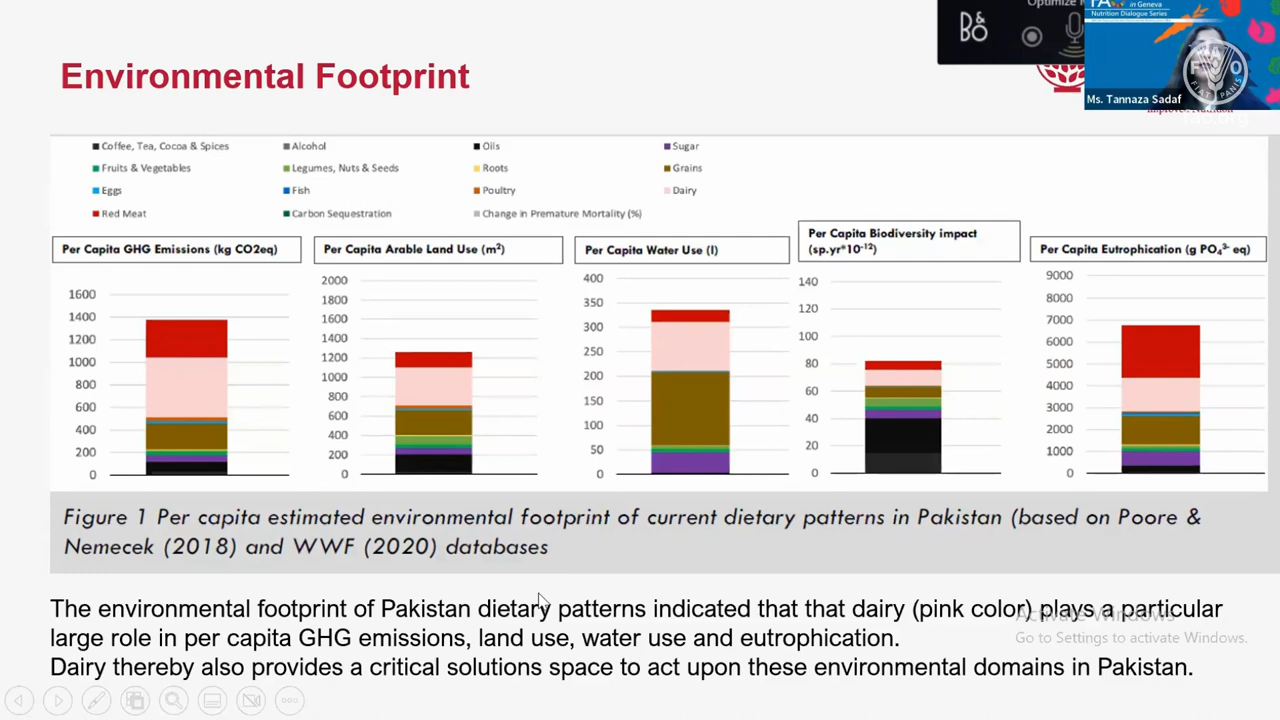 Optimize
B&O
in Geneva
Nutrition Dialogue Series
FAO
FIAT PANIS
Ms. Tannaza Sadaf
Environmental Footprint
Coffee, Tea, Cocoa & Spices Alcohol Oils Sugar
Fruits & Vegetables Legumes, Nuts & Seeds Roots Grains
Eggs Fish Poultry Dairy
Red Meat Carbon Sequestration Change in Premature Mortality (%)
Per Capita GHG Emissions (kg CO2eq)
1600
1400
1200
1000
800
600
400
200
0
Per Capita Arable Land Use (m²)
2000
1800
1600
1400
1200
1000
800
600
400
200
0
Per Capita Water Use (l)
400
350
300
250
200
150
100
50
0
Per Capita Biodiversity impact
(sp.yr*10⁻¹²)
140
120
100
80
60
40
20
0
Per Capita Eutrophication (g PO₄³⁻ eq)
9000
8000
7000
6000
5000
4000
3000
2000
1000
0
Figure 1 Per capita estimated environmental footprint of current dietary patterns in Pakistan (based on Poore &
Nemecek (2018) and WWF (2020) databases
The environmental footprint of Pakistan dietary patterns indicated that that dairy (pink color) plays a particular
large role in per capita GHG emissions, land use, water use and eutrophication.
Dairy thereby also provides a critical solutions space to act upon these environmental domains in Pakistan.
Activate Windows
Go to Settings to activate Windows.